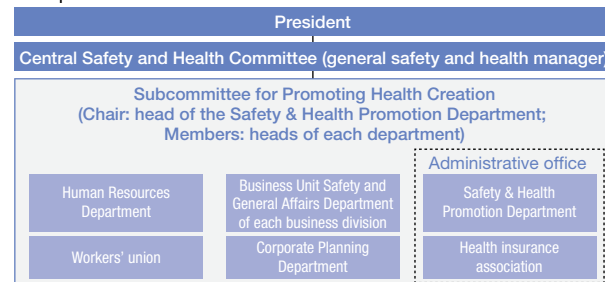 President
Central Safety and Health Committee (general safety and health manager)
Subcommittee for Promoting Health Creation
(Chair: head of the Safety & Health Promotion Department;
Members: heads of each department)
Administrative office
Human Resources
Department
Business Unit Safety and
General Affairs Department
of each business division
Safety & Health
Promotion Department
Workers' union
Corporate Planning
Department
Health insurance
association